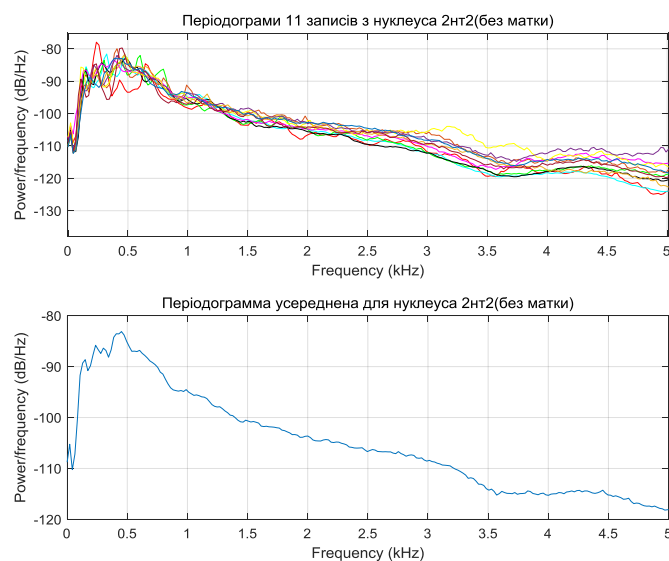 Періодограми 11 записів з нуклеуса 2нт2(без матки)
Power/frequency (dB/Hz)
-80
-90
-100
-110
-120
-130
0 0.5 1 1.5 2 2.5 3 3.5 4 4.5 5
Frequency (kHz)
Періодограмма усереднена для нуклеуса 2нт2(без матки)
Power/frequency (dB/Hz)
-80
-90
-100
-110
-120
0 0.5 1 1.5 2 2.5 3 3.5 4 4.5 5
Frequency (kHz)